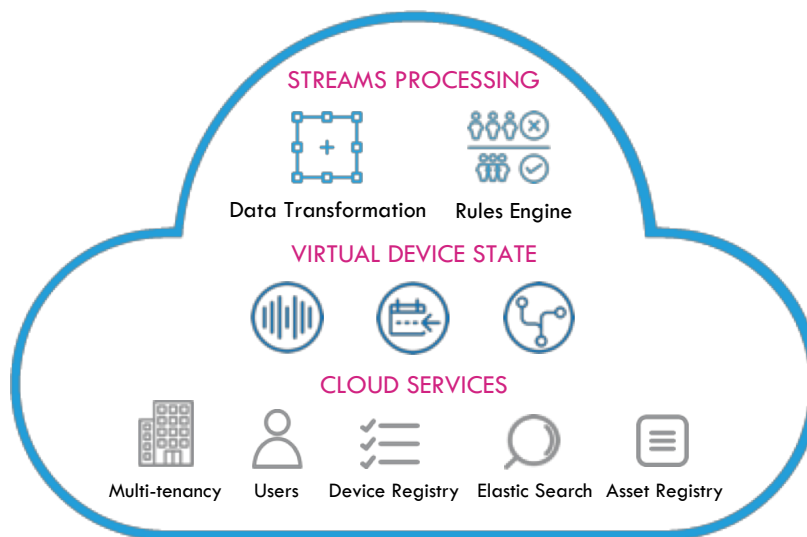 STREAMS PROCESSING
Data Transformation
Rules Engine
VIRTUAL DEVICE STATE
CLOUD SERVICES
Multi-tenancy
Users
Device Registry
Elastic Search
Asset Registry